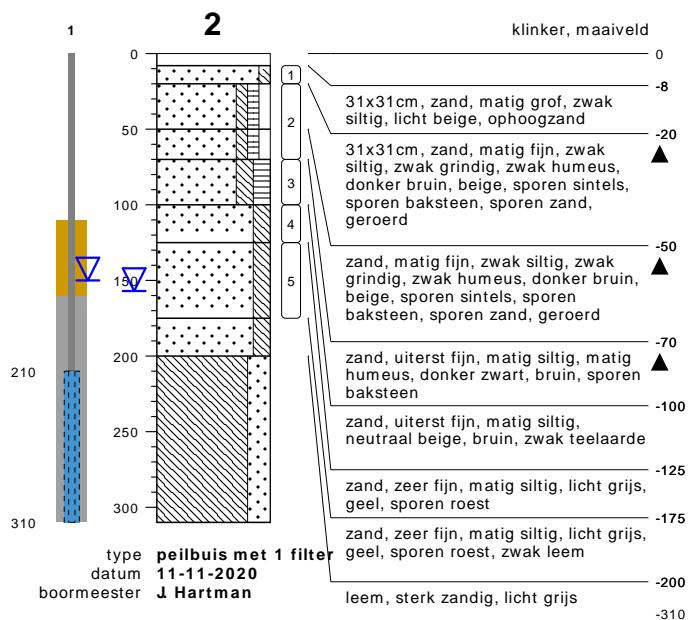 1
2
klinker, maaiveld
0
0
-8
31x31cm, zand, matig grof, zwak
siltig, licht beige, ophoogzand
-20
31x31cm, zand, matig fijn, zwak
siltig, zwak grindig, zwak humeus,
donker bruin, beige, sporen sintels,
sporen baksteen, sporen zand,
geroerd
-50
zand, matig fijn, zwak siltig, zwak
grindig, zwak humeus, donker bruin,
beige, sporen sintels, sporen
baksteen, sporen zand, geroerd
-70
zand, uiterst fijn, matig siltig, matig
humeus, donker zwart, bruin, sporen
baksteen
-100
zand, uiterst fijn, matig siltig,
neutraal beige, bruin, zwak teelaarde
-125
zand, zeer fijn, matig siltig, licht grijs,
geel, sporen roest
-175
zand, zeer fijn, matig siltig, licht grijs,
geel, sporen roest, zwak leem
-200
leem, sterk zandig, licht grijs
-310
50
100
150
200
250
300
1
2
3
4
5
210
310
type peilbuis met 1 filter
datum 11-11-2020
boormeester J Hartman